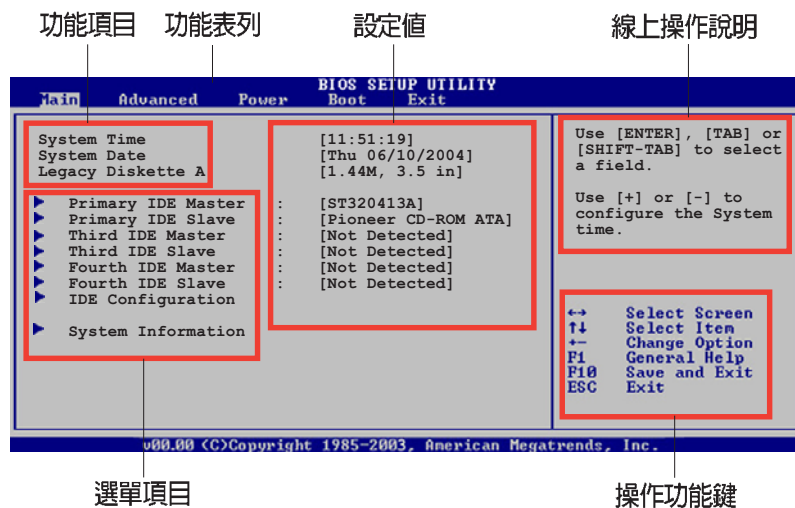 功能項目 功能表列 設定值 線上操作說明
BIOS SETUP UTILITY
Main Advanced Power Boot Exit
System Time [11:51:19]
System Date [Thu 06/10/2004]
Legacy Diskette A [1.44M, 3.5 in]
Primary IDE Master : [ST320413A]
Primary IDE Slave : [Pioneer CD-ROM ATA]
Third IDE Master : [Not Detected]
Third IDE Slave : [Not Detected]
Fourth IDE Master : [Not Detected]
Fourth IDE Slave : [Not Detected]
IDE Configuration
System Information
Use [ENTER], [TAB] or
[SHIFT-TAB] to select
a field.
Use [+] or [-] to
configure the System
time.
←→ Select Screen
↑↓ Select Item
+- Change Option
F1 General Help
F10 Save and Exit
ESC Exit
v00.00 (C)Copyright 1985-2003, American Megatrends, Inc.
選單項目 操作功能鍵